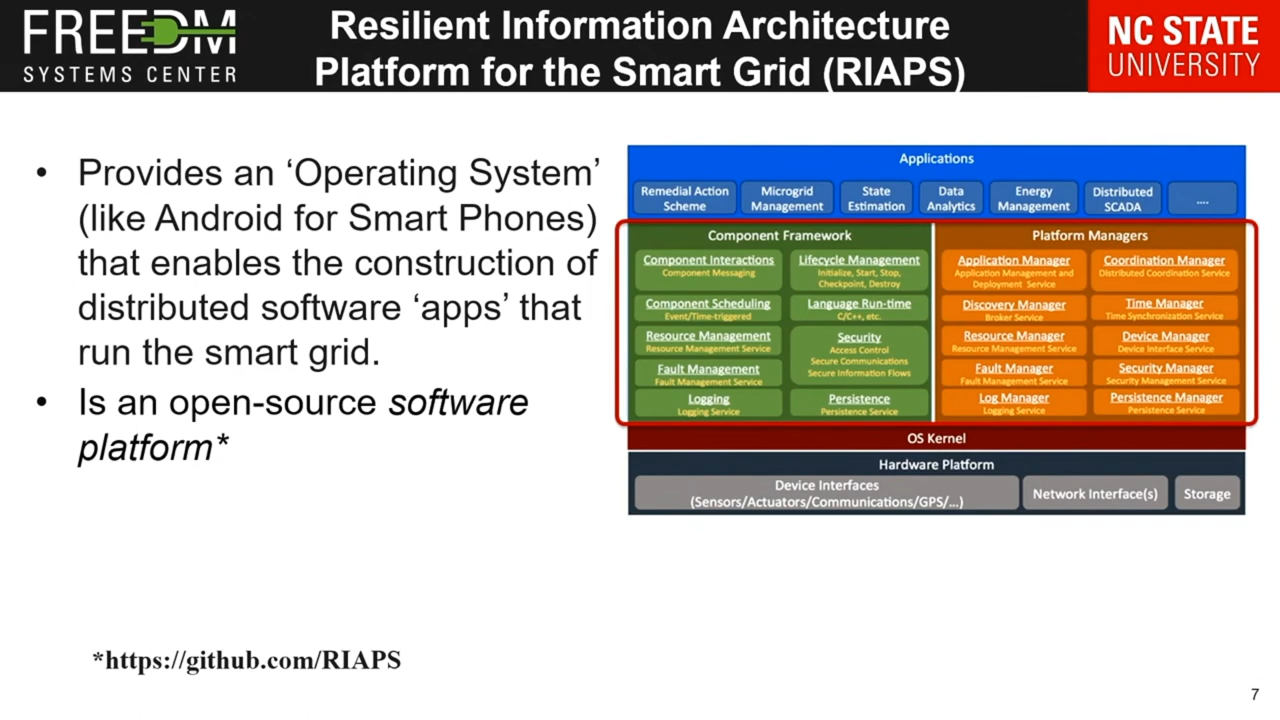 FREEDM
SYSTEMS CENTER
Resilient Information Architecture
Platform for the Smart Grid (RIAPS)
NC STATE
UNIVERSITY
• Provides an ‘Operating System’
(like Android for Smart Phones)
that enables the construction of
distributed software ‘apps’ that
run the smart grid.
• Is an open-source software
platform*
Applications
Remedial Action
Scheme
Microgrid
Management
State
Estimation
Data
Analytics
Energy
Management
Distributed
SCADA
....
Component Framework
Component Interactions
Component Messaging
Lifecycle Management
Initialize, Start, Stop,
Checkpoint, Destroy
Component Scheduling
Event/Time-triggered
Language Run-time
C/C++, etc.
Resource Management
Resource Management Service
Security
Access Control
Secure Communications
Secure Information Flows
Fault Management
Fault Management Service
Logging
Logging Service
Persistence
Persistence Service
Platform Managers
Application Manager
Application Management and
Deployment Service
Coordination Manager
Distributed Coordination Service
Discovery Manager
Broker Service
Time Manager
Time Synchronization Service
Resource Manager
Resource Management Service
Device Manager
Device Interface Service
Fault Manager
Fault Management Service
Security Manager
Security Management Service
Log Manager
Logging Service
Persistence Manager
Persistence Service
OS Kernel
Hardware Platform
Device Interfaces
(Sensors/Actuators/Communications/GPS/...)
Network Interface(s)
Storage
*https://github.com/RIAPS
7